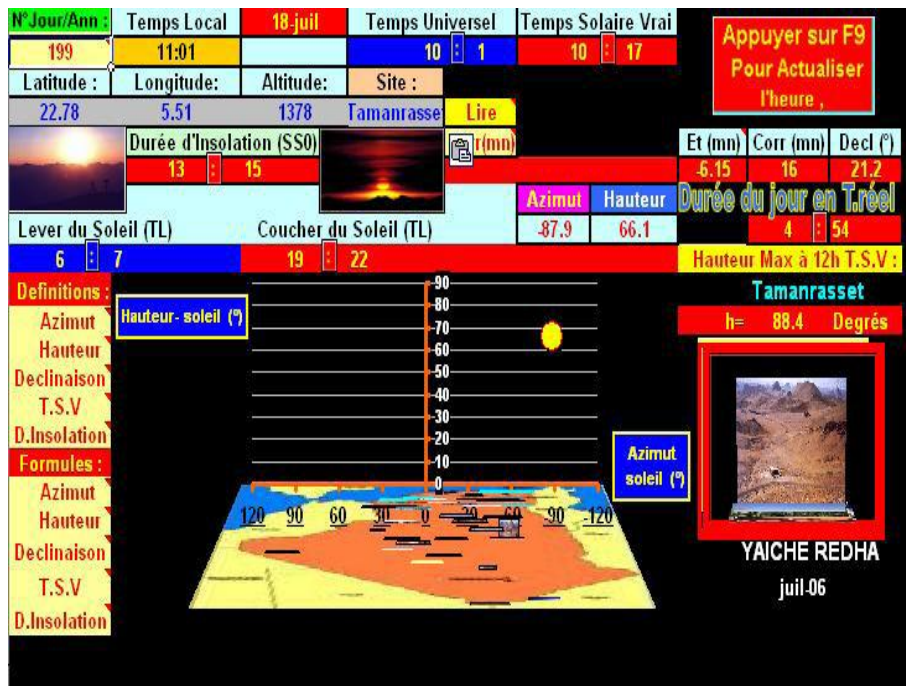 N°Jour/Ann : Temps Local 18-juil Temps Universel Temps Solaire Vrai
199 11:01 10 : 1 10 : 17
Appuyer sur F9
Pour Actualiser
l'heure ,
Latitude : Longitude: Altitude: Site :
22.78 5.51 1378 Tamanrasse Lire
Durée d'Insolation (SS0) r(mn)
13 : 15
Et (mn) Corr (mn) Decl (°)
-6.15 16 21.2
Azimut Hauteur
-87.9 66.1
Durée du jour en T.réel
4 : 54
Lever du Soleil (TL) Coucher du Soleil (TL)
6 : 7 19 : 22
Hauteur Max à 12h T.S.V :
Tamanrasset
h= 88.4 Degrés
Definitions :
Azimut
Hauteur
Declinaison
T.S.V
D.Insolation
Formules :
Azimut
Hauteur
Declinaison
T.S.V
D.Insolation
Hauteur- soleil (°)
90
80
70
60
50
40
30
20
10
0
Azimut
soleil (°)
120 90 60 30 0 -90 -120
YAICHE REDHA
juil-06